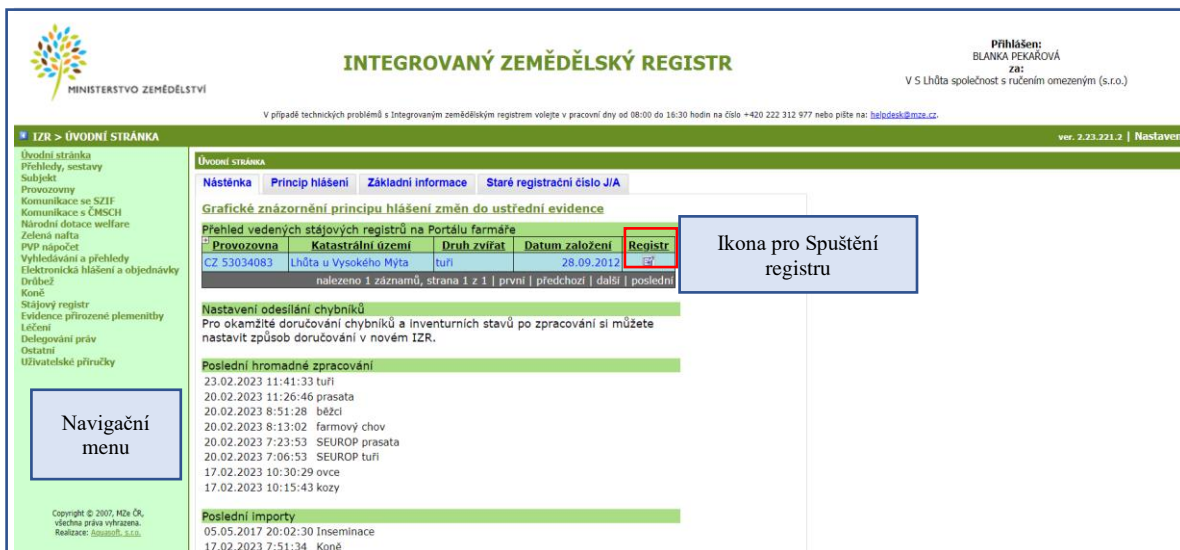 MINISTERSTVO ZEMĚDĚLSTVÍ
INTEGROVANÝ ZEMĚDĚLSKÝ REGISTR
Přihlášen:
BLANKA PEKAŘOVÁ
za:
V S Lhůta společnost s ručením omezeným (s.r.o.)
V případě technických problémů s Integrovaným zemědělským registrem volejte v pracovní dny od 08:00 do 16:30 hodin na číslo +420 222 312 977 nebo pište na: helpdesk@mze.cz.
IZR > ÚVODNÍ STRÁNKA
ver. 2.23.221.2 | Nastaven
Úvodní stránka
Přehledy, sestavy
Subjekt
Provozovny
Komunikace se SZIF
Komunikace s ČMSCH
Národní dotace welfare
Zelená nafta
PVP nápočet
Vyhledávání a přehledy
Elektronická hlášení a objednávky
Drůbež
Koně
Stájový registr
Evidence přirozené plemenitby
Léčení
Delegování práv
Ostatní
Uživatelské příručky
Navigační
menu
Copyright © 2007, MZe ČR,
všechna práva vyhrazena.
Realizace: Aquasoft, s.r.o.
ÚVODNÍ STRÁNKA
Nástěnka Princip hlášení Základní informace Staré registrační číslo J/A
Grafické znázornění principu hlášení změn do ustřední evidence
Přehled vedených stájových registrů na Portálu farmáře
Provozovna Katastrální území Druh zvířat Datum založení Registr
CZ 53034083 Lhůta u Vysokého Mýta tuři 28.09.2012
nalezeno 1 záznamů, strana 1 z 1 | první | předchozí | další | poslední
Ikona pro Spuštění
registru
Nastavení odesílání chybníků
Pro okamžité doručování chybníků a inventurních stavů po zpracování si můžete
nastavit způsob doručování v novém IZR.
Poslední hromadné zpracování
23.02.2023 11:41:33 tuři
20.02.2023 11:26:46 prasata
20.02.2023 8:51:28 běžci
20.02.2023 8:13:02 farmový chov
20.02.2023 7:23:53 SEUROP prasata
20.02.2023 7:06:53 SEUROP tuři
17.02.2023 10:30:29 ovce
17.02.2023 10:15:43 kozy
Poslední importy
05.05.2017 20:02:30 Inseminace
17.02.2023 7:51:34 Koně